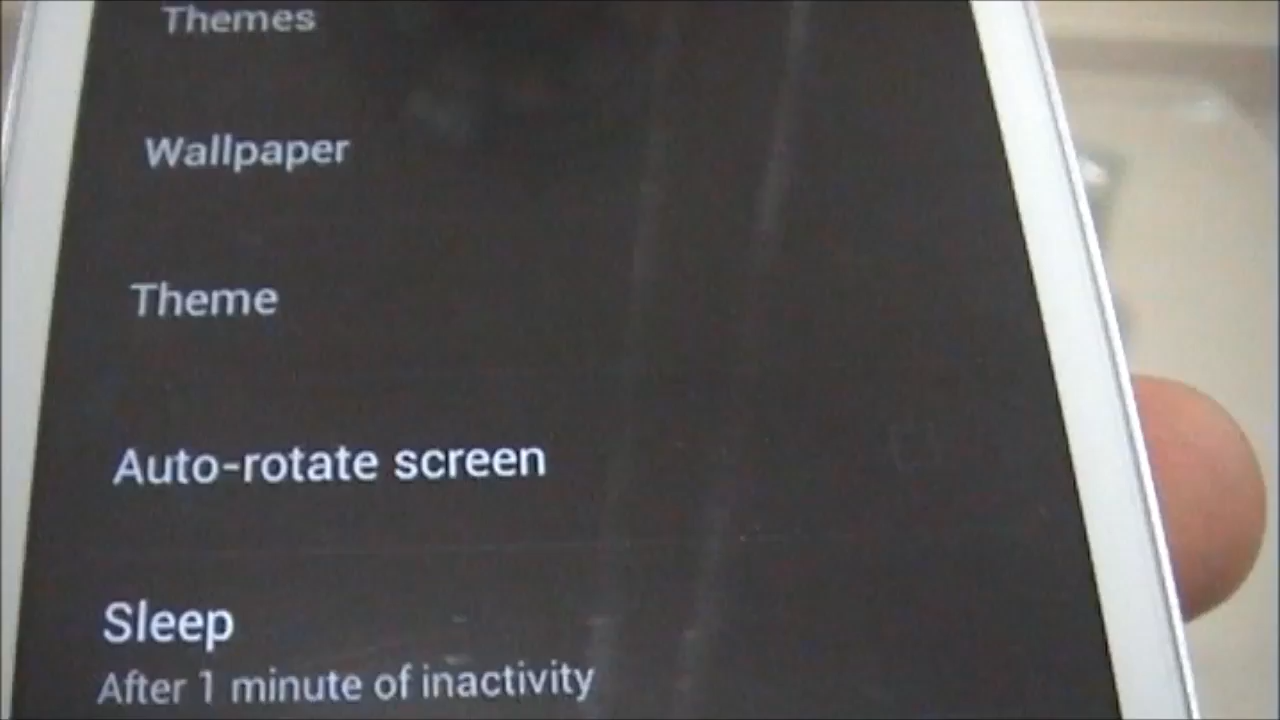 Themes
Wallpaper
Theme
Auto-rotate screen
Sleep
After 1 minute of inactivity